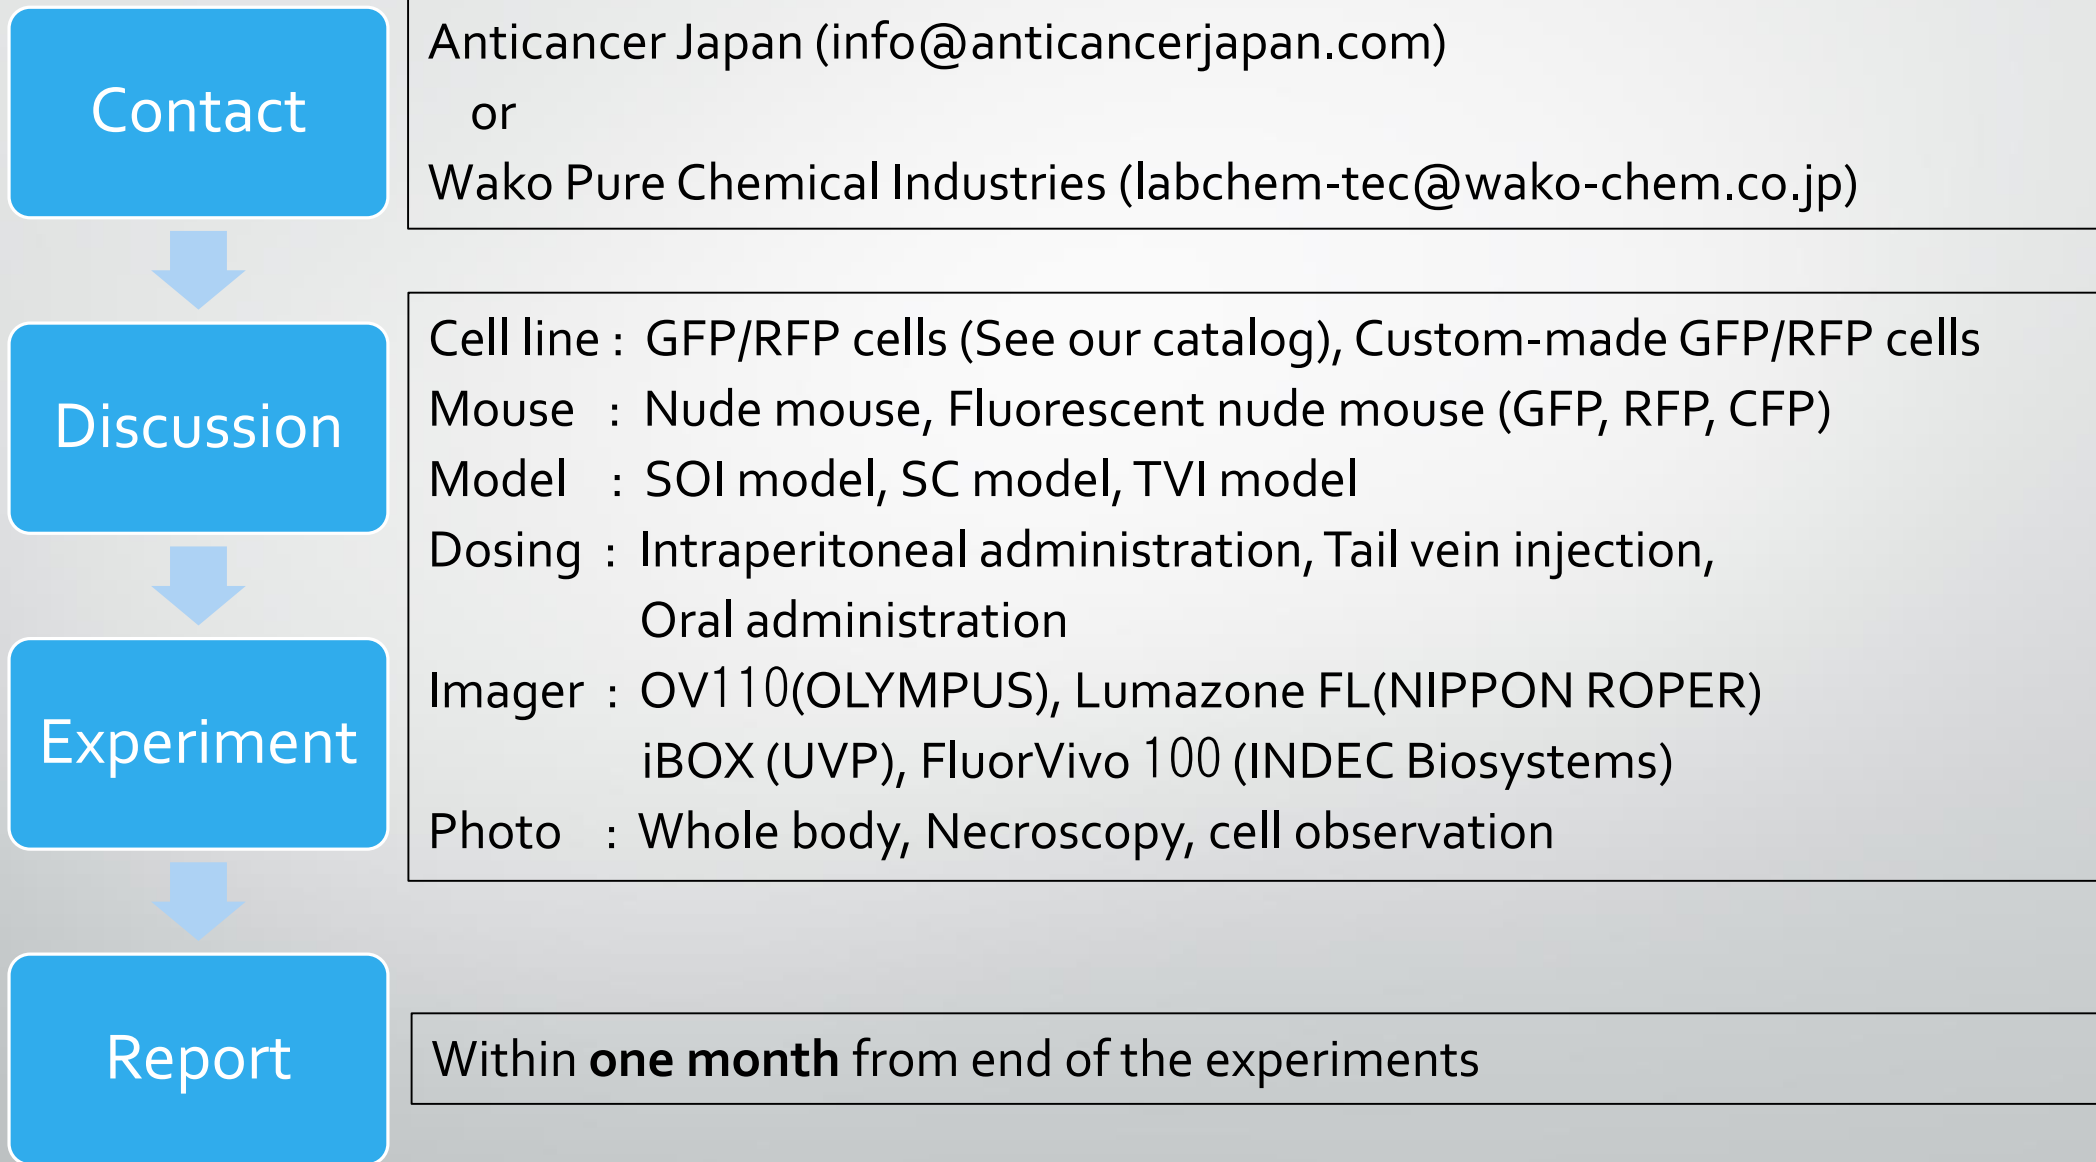 Contact
Anticancer Japan (info@anticancerjapan.com)
or
Wako Pure Chemical Industries (labchem-tec@wako-chem.co.jp)
Discussion
Cell line : GFP/RFP cells (See our catalog), Custom-made GFP/RFP cells
Mouse : Nude mouse, Fluorescent nude mouse (GFP, RFP, CFP)
Model : SOI model, SC model, TVI model
Dosing : Intraperitoneal administration, Tail vein injection,
Oral administration
Imager : OV110(OLYMPUS), Lumazone FL(NIPPON ROPER)
iBOX (UVP), FluorVivo 100 (INDEC Biosystems)
Photo : Whole body, Necroscopy, cell observation
Experiment
Report
Within one month from end of the experiments